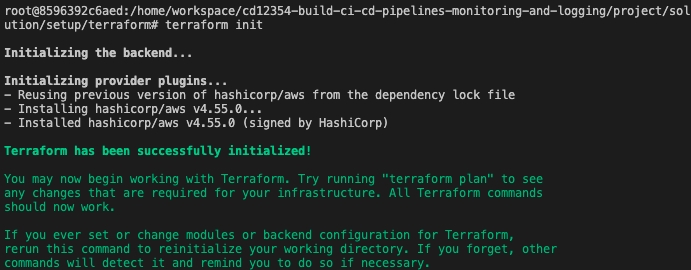 root@8596392c6aed:/home/workspace/cd12354-build-ci-cd-pipelines-monitoring-and-logging/project/sol
ution/setup/terraform# terraform init
Initializing the backend...
Initializing provider plugins...
- Reusing previous version of hashicorp/aws from the dependency lock file
- Installing hashicorp/aws v4.55.0...
- Installed hashicorp/aws v4.55.0 (signed by HashiCorp)
Terraform has been successfully initialized!
You may now begin working with Terraform. Try running "terraform plan" to see
any changes that are required for your infrastructure. All Terraform commands
should now work.
If you ever set or change modules or backend configuration for Terraform,
rerun this command to reinitialize your working directory. If you forget, other
commands will detect it and remind you to do so if necessary.